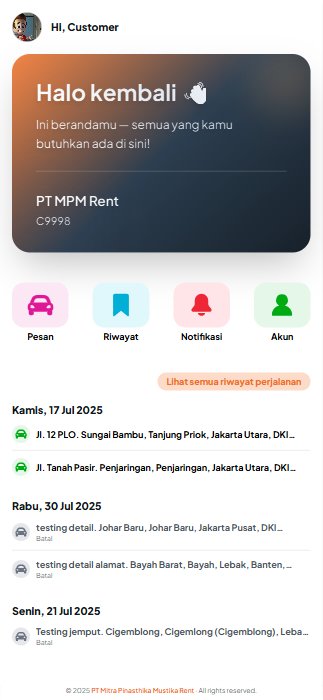 Hi, Customer
Halo kembali 👋
Ini berandamu — semua yang kamu
butuhkan ada di sini!
PT MPM Rent
C9998
Pesan
Riwayat
Notifikasi
Akun
Lihat semua riwayat perjalanan
Kamis, 17 Jul 2025
Jl. 12 PLO. Sungai Bambu, Tanjung Priok, Jakarta Utara, DKI...
Jl. Tanah Pasir. Penjaringan, Penjaringan, Jakarta Utara, DKI...
Rabu, 30 Jul 2025
testing detail. Johar Baru, Johar Baru, Jakarta Pusat, DKI...
Batal
testing detail alamat. Bayah Barat, Bayah, Lebak, Banten,...
Batal
Senin, 21 Jul 2025
Testing jemput. Cigemblong, Cigemlong (Cigemblong), Leba...
Batal
© 2025 PT Mitra Pinasthika Mustika Rent · All rights reserved.